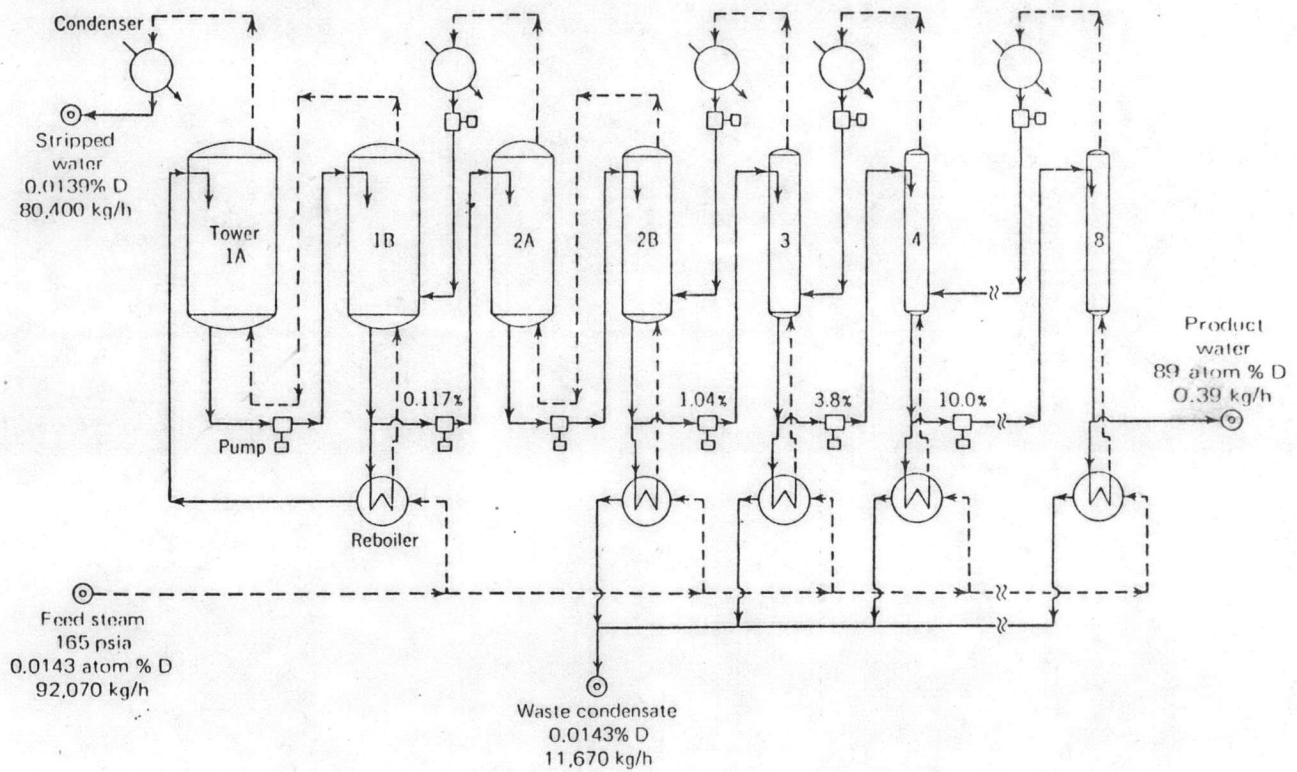 Condenser
Stripped
water
0.0139% D
80,400 kg/h
Tower
1A
1B
2A
2B
3
4
8
Product
water
89 atom % D
0.39 kg/h
0.117%
1.04%
3.8%
10.0%
Pump
Reboiler
Feed steam
165 psia
0.0143 atom % D
92,070 kg/h
Waste condensate
0.0143% D
11,670 kg/h